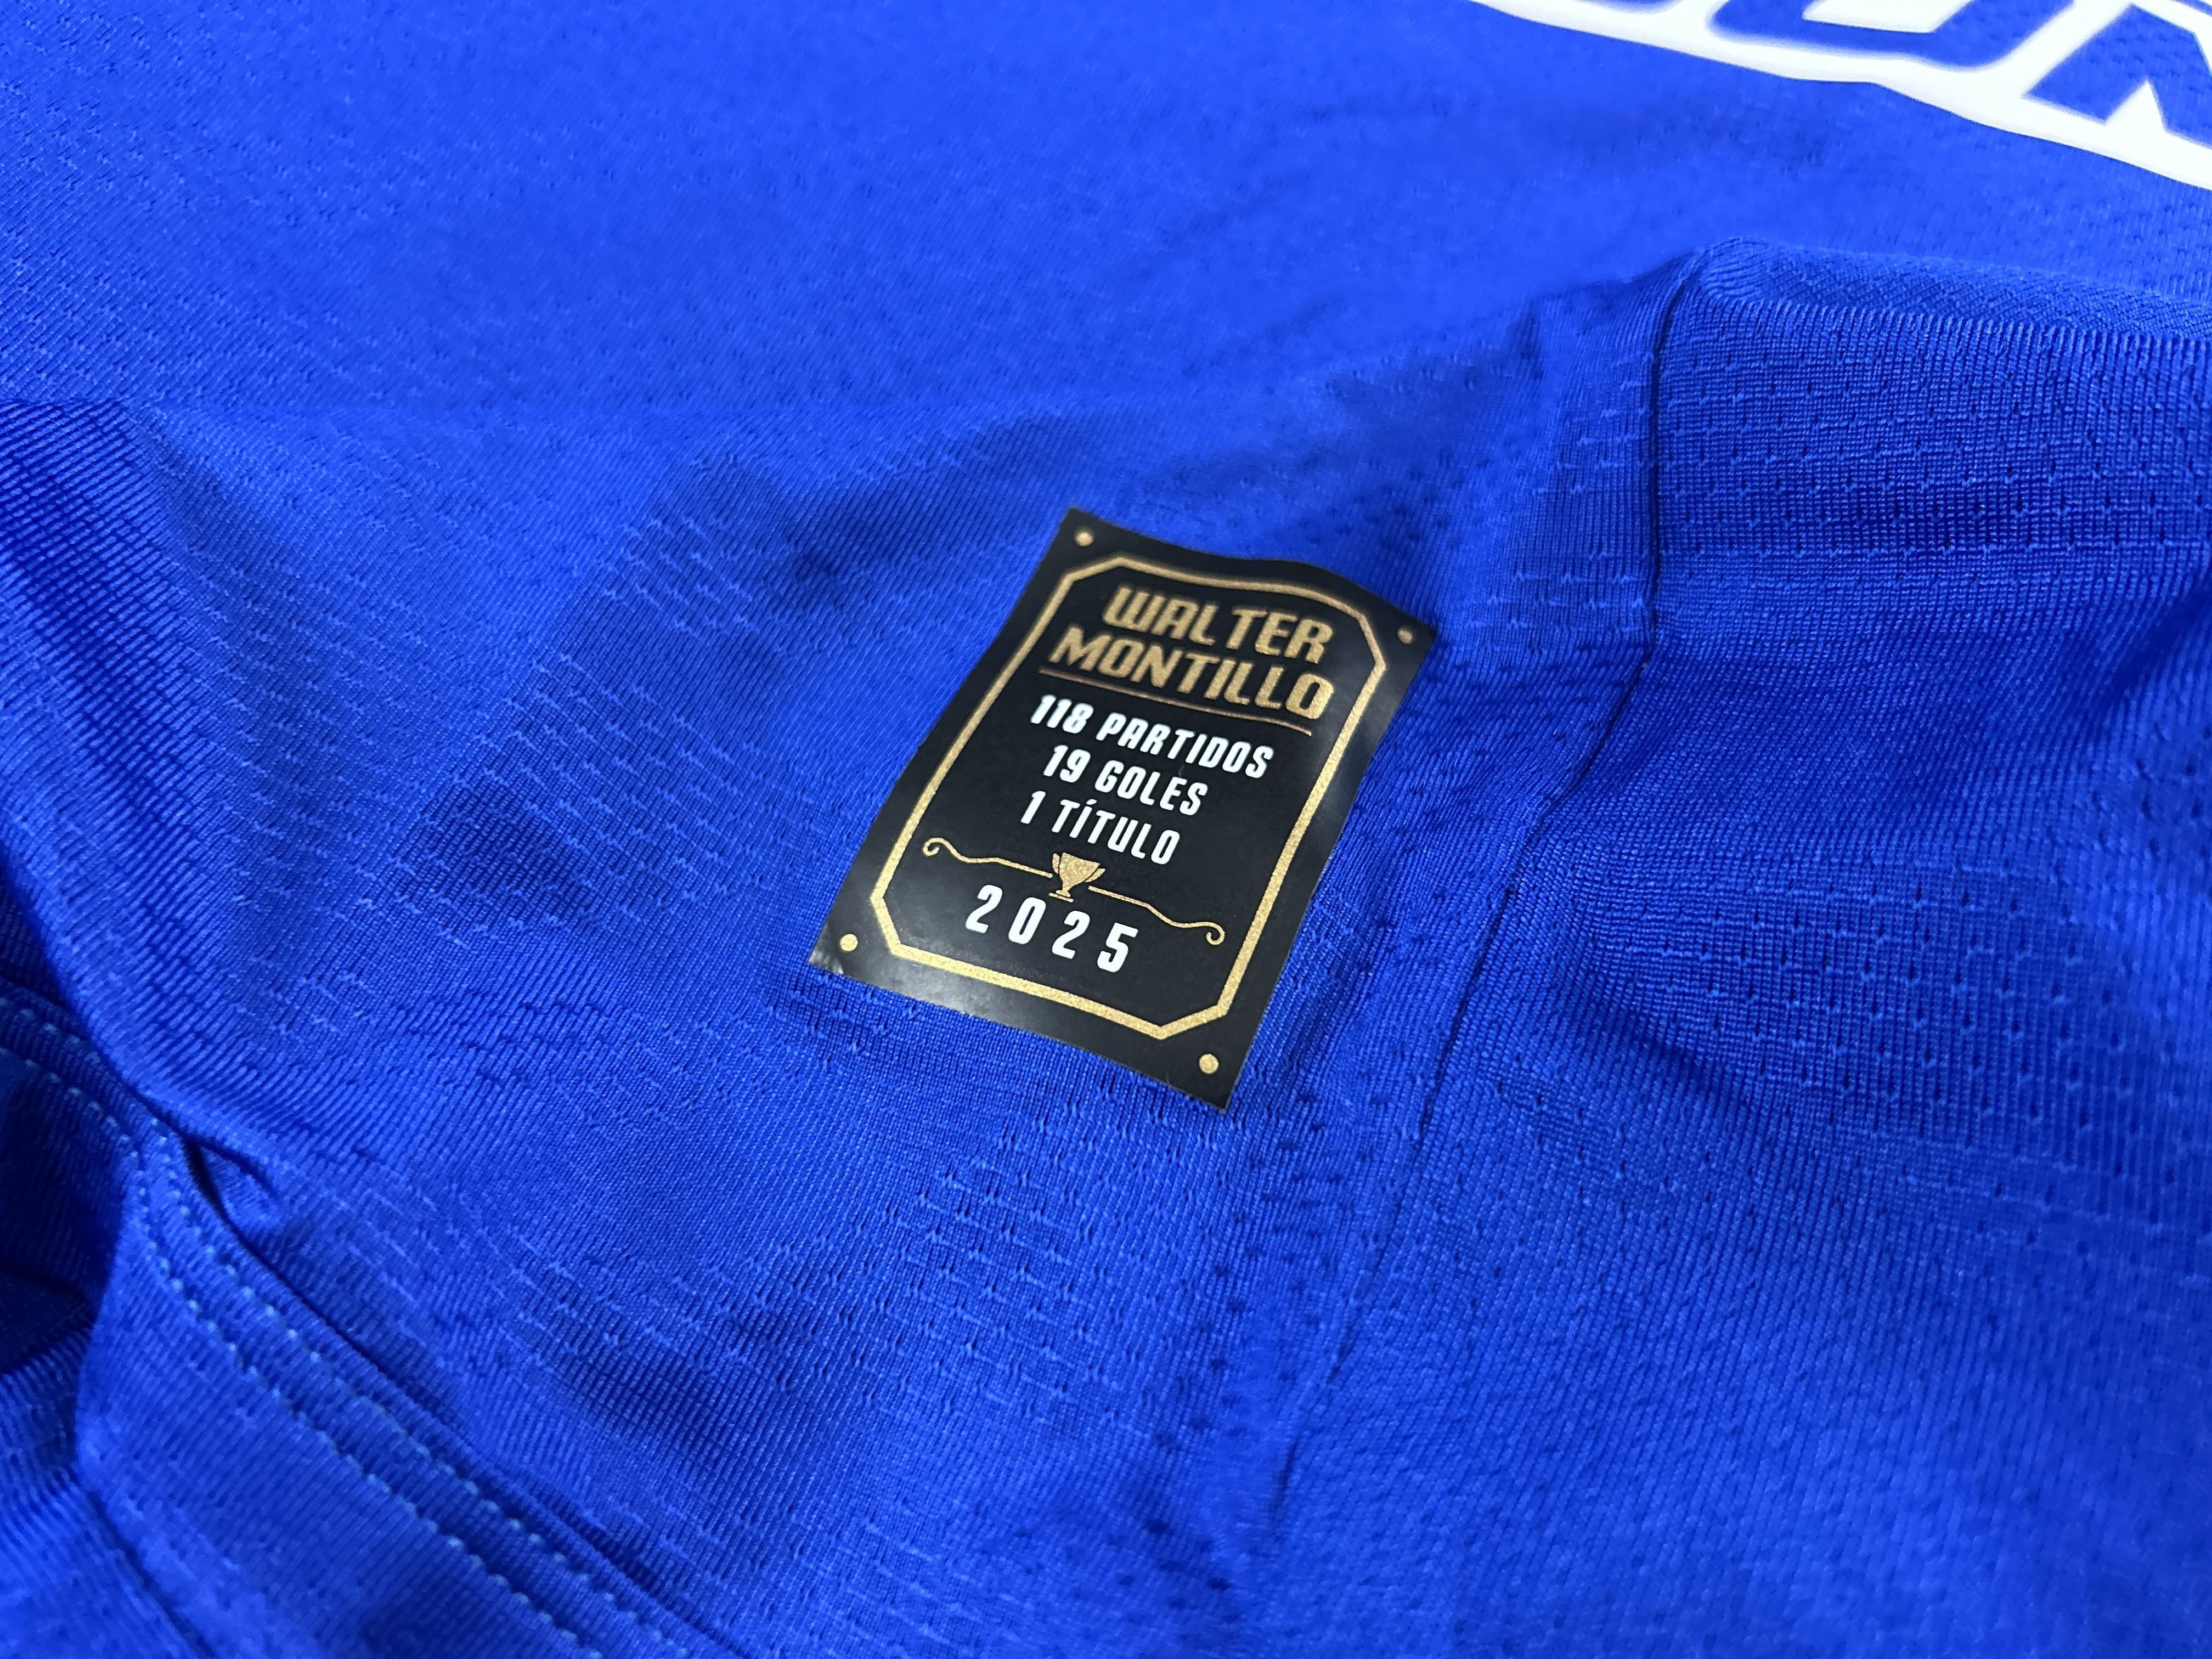 WALTER
MONTILLO
118 PARTIDOS
19 GOLES
1 TÍTULO
2025